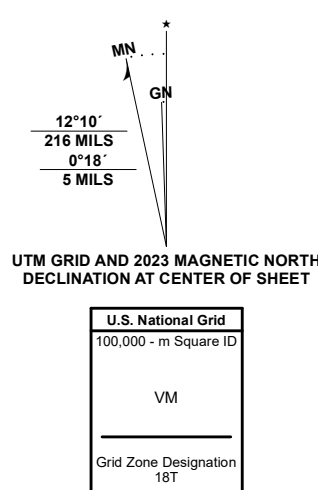 MN
GN
12°10´
216 MILS
0°18´
5 MILS
UTM GRID AND 2023 MAGNETIC NORTH
DECLINATION AT CENTER OF SHEET
U.S. National Grid
100,000 - m Square ID
VM
Grid Zone Designation
18T